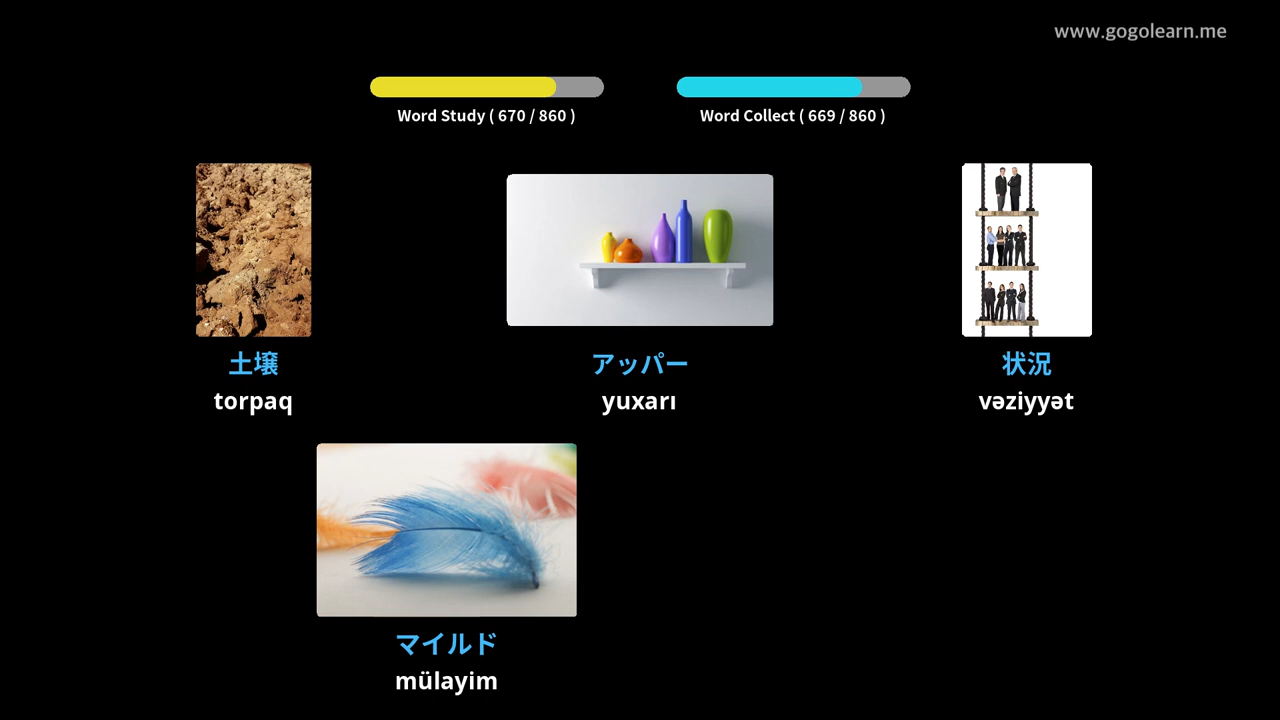 www.gogolearn.me
Word Study ( 670 / 860 )
Word Collect ( 669 / 860 )
土壌
torpaq
アッパー
yuxarı
状況
vəziyyət
マイルド
mülayim